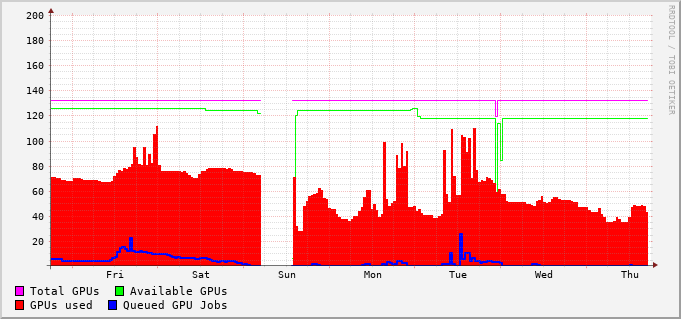 200
180
160
140
120
100
80
60
40
20
Fri Sat Sun Mon Tue Wed Thu
Total GPUs Available GPUs
GPUs used Queued GPU Jobs
RRDTOOL / TOBI OETIKER